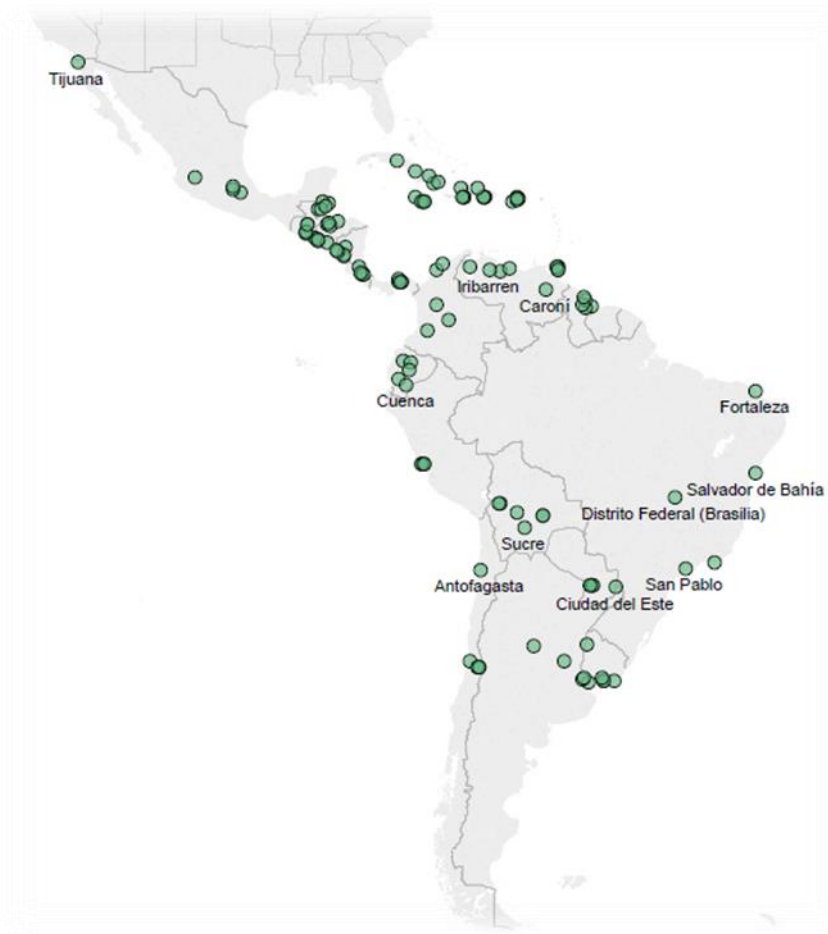 Tijuana
Iribarren
Caroní
Cuenca
Fortaleza
Salvador de Bahía
Distrito Federal (Brasilia)
Sucre
Antofagasta
San Pablo
Ciudad del Este